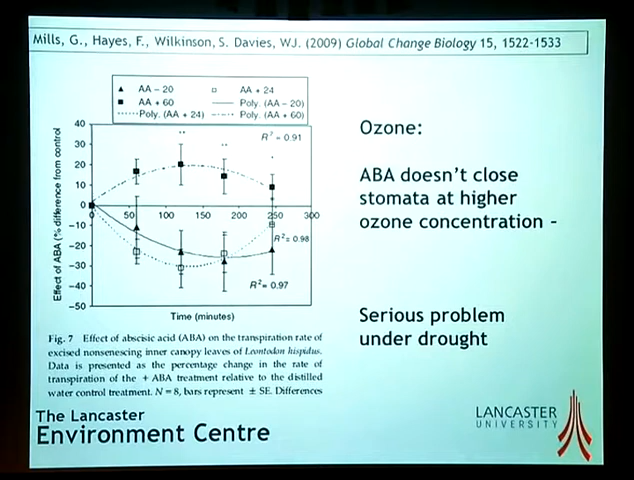 Mills, G., Hayes, F., Wilkinson, S. Davies, WJ. (2009) Global Change Biology 15, 1522-1533
AA − 20
AA + 24
AA + 60
Poly. (AA − 20)
Poly. (AA + 24)
Poly. (AA + 60)
Effect of ABA (% difference from control
40
30
20
10
0
−10
−20
−30
−40
−50
0 50 100 150 200 250 300
R² = 0.91
R² = 0.98
R² = 0.97
Time (minutes)
Ozone:
ABA doesn't close
stomata at higher
ozone concentration -
Serious problem
under drought
Fig. 7 Effect of abscisic acid (ABA) on the transpiration rate of
excised nonsenescing inner canopy leaves of Leontodon hispidus.
Data is presented as the percentage change in the rate of
transpiration of the + ABA treatment relative to the distilled
water control treatment. N = 8, bars represent ± SE. Differences
The Lancaster
Environment Centre
LANCASTER
UNIVERSITY